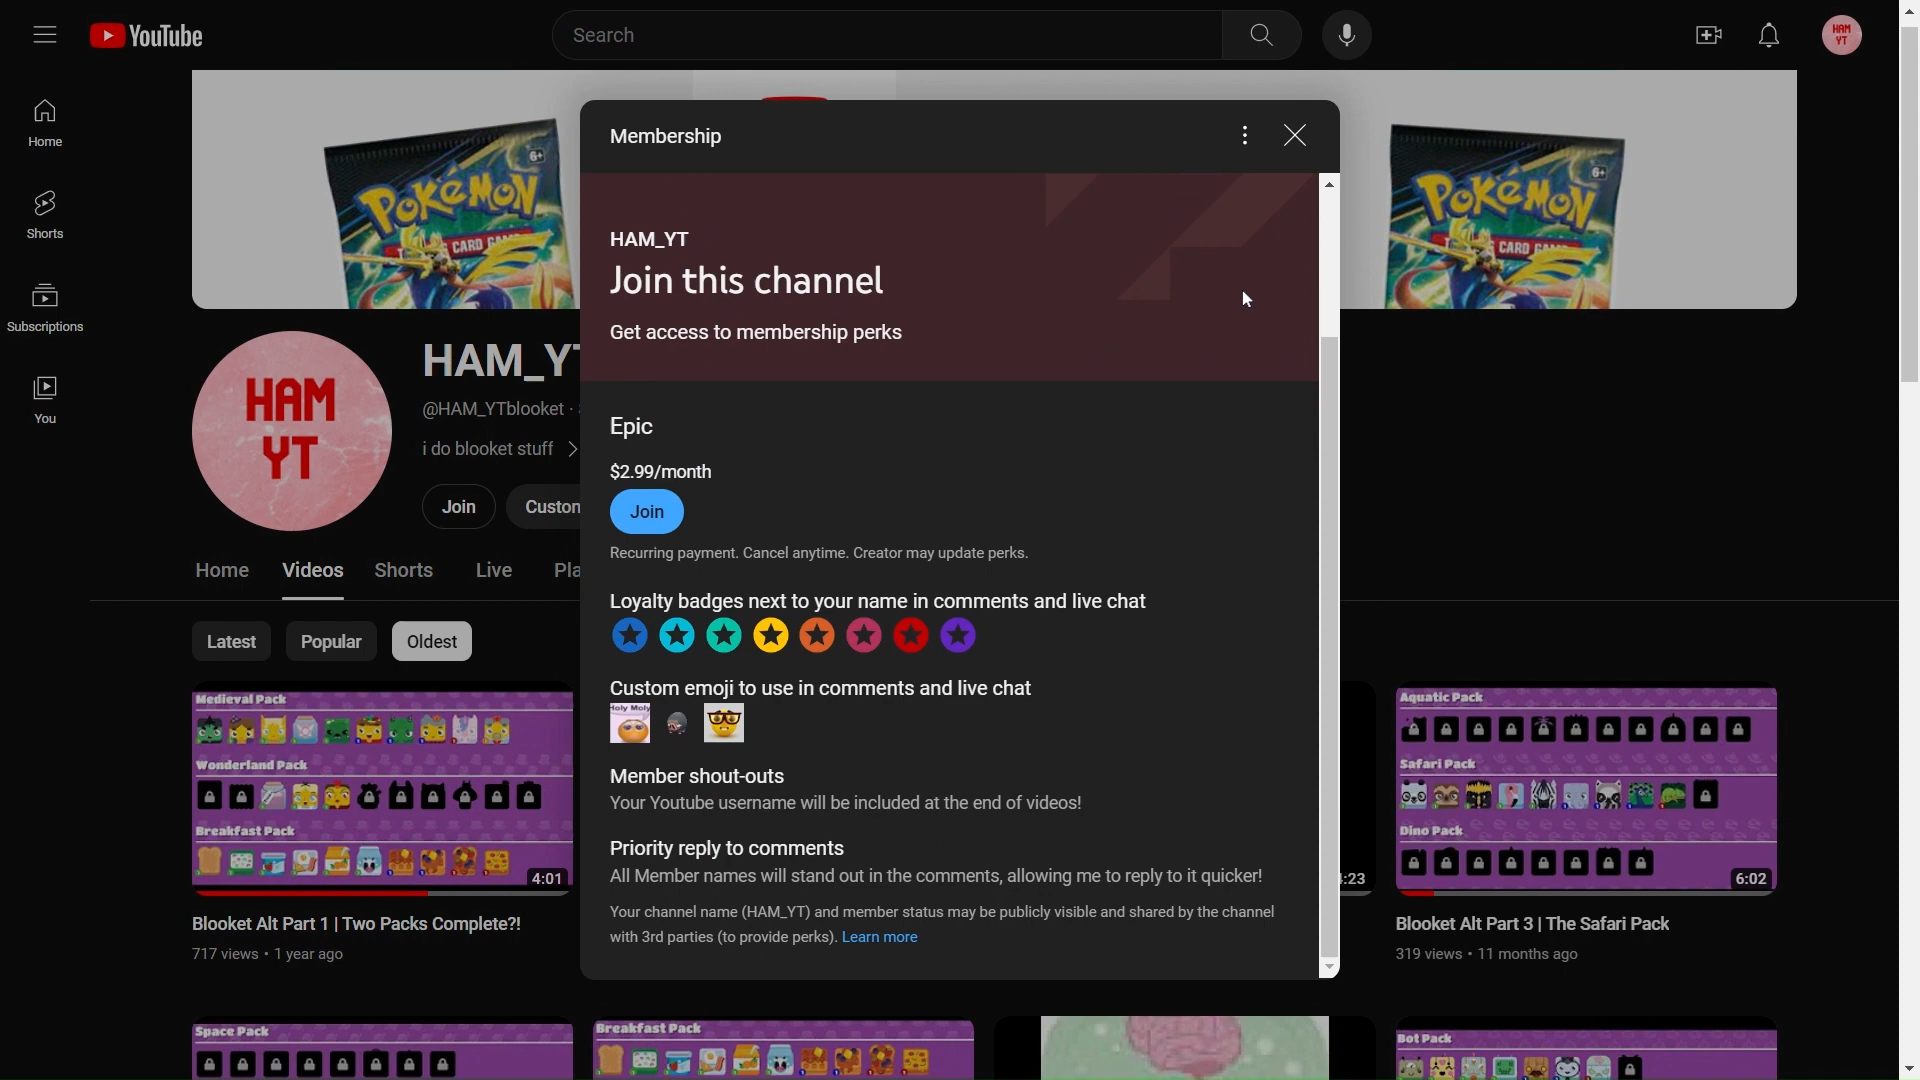 YouTube
Search
HAM YT
Home
Shorts
Subscriptions
You
Pokémon
6+
CARD GAME
Pokémon
6+
CARD GAME
HAM
YT
HAM_YT
@HAM_YTblooket ·
i do blooket stuff
Join
Custom
Home
Videos
Shorts
Live
Pla
Latest
Popular
Oldest
Membership
HAM_YT
Join this channel
Get access to membership perks
Epic
$2.99/month
Join
Recurring payment. Cancel anytime. Creator may update perks.
Loyalty badges next to your name in comments and live chat
Custom emoji to use in comments and live chat
Holy Moly
Member shout-outs
Your Youtube username will be included at the end of videos!
Priority reply to comments
All Member names will stand out in the comments, allowing me to reply to it quicker!
Your channel name (HAM_YT) and member status may be publicly visible and shared by the channel
with 3rd parties (to provide perks). Learn more
Medieval Pack
Wonderland Pack
Breakfast Pack
4:01
Blooket Alt Part 1 | Two Packs Complete?!
717 views • 1 year ago
:23
Aquatic Pack
Safari Pack
Dino Pack
6:02
Blooket Alt Part 3 | The Safari Pack
319 views • 11 months ago
Space Pack
Breakfast Pack
Bot Pack